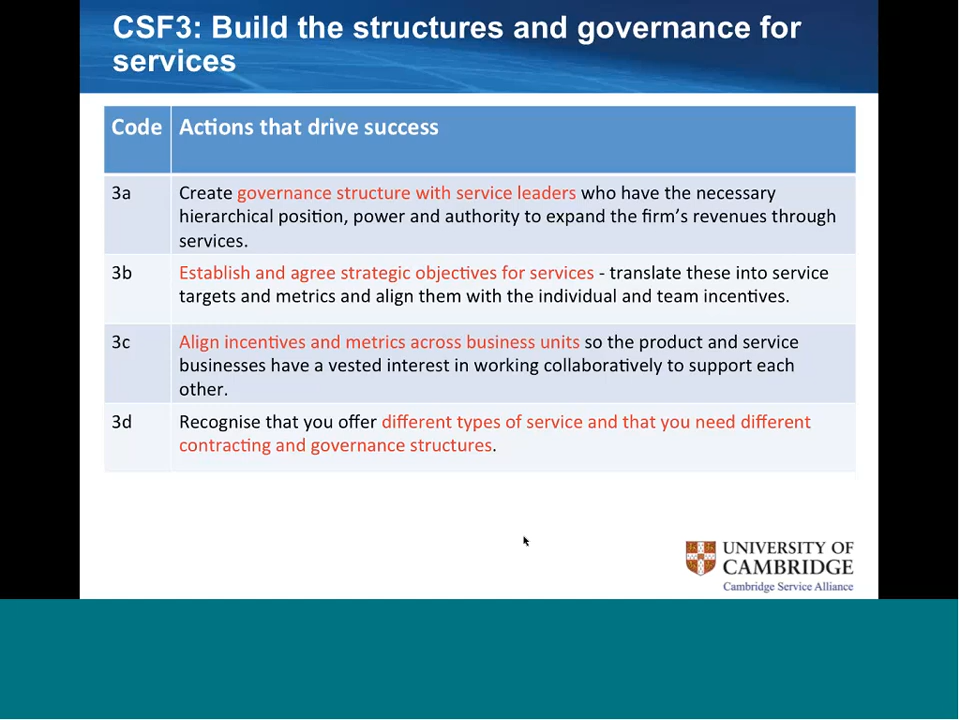 CSF3: Build the structures and governance for
services
Code Actions that drive success
3a Create governance structure with service leaders who have the necessary
hierarchical position, power and authority to expand the firm's revenues through
services.
3b Establish and agree strategic objectives for services - translate these into service
targets and metrics and align them with the individual and team incentives.
3c Align incentives and metrics across business units so the product and service
businesses have a vested interest in working collaboratively to support each
other.
3d Recognise that you offer different types of service and that you need different
contracting and governance structures.
UNIVERSITY OF
CAMBRIDGE
Cambridge Service Alliance